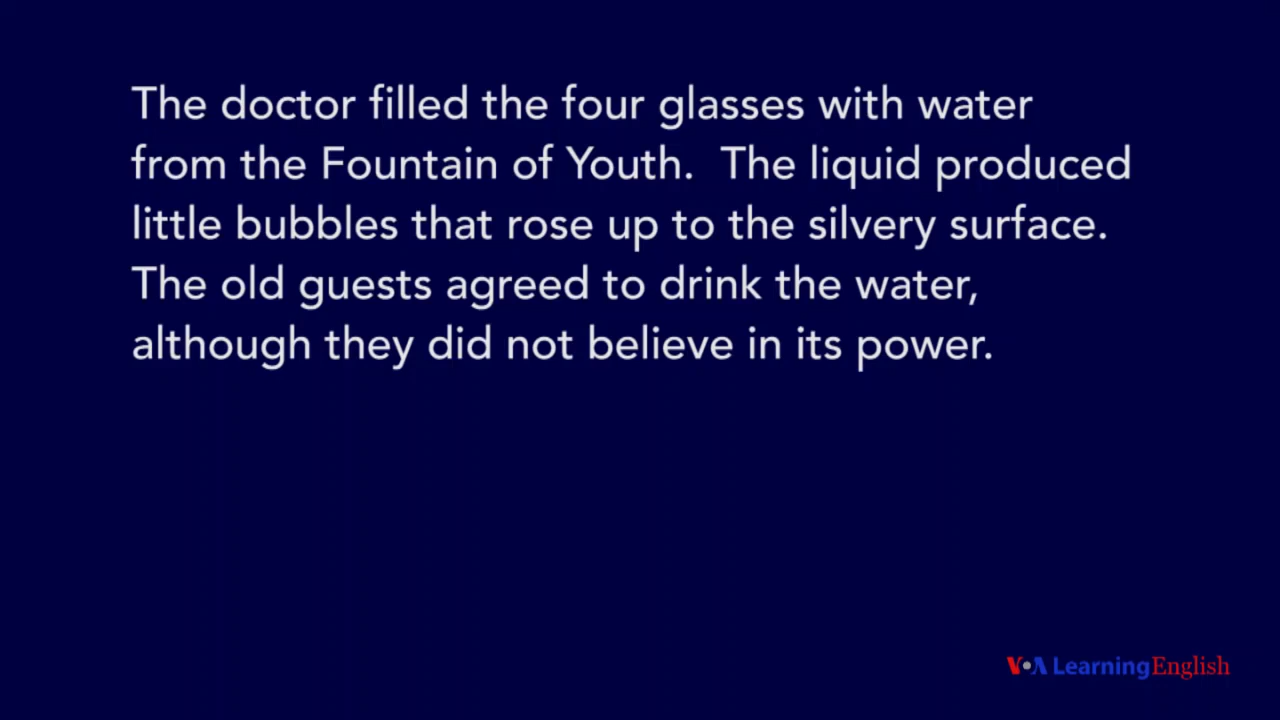 The doctor filled the four glasses with water
from the Fountain of Youth.  The liquid produced
little bubbles that rose up to the silvery surface.
The old guests agreed to drink the water,
although they did not believe in its power.
VOA Learning English